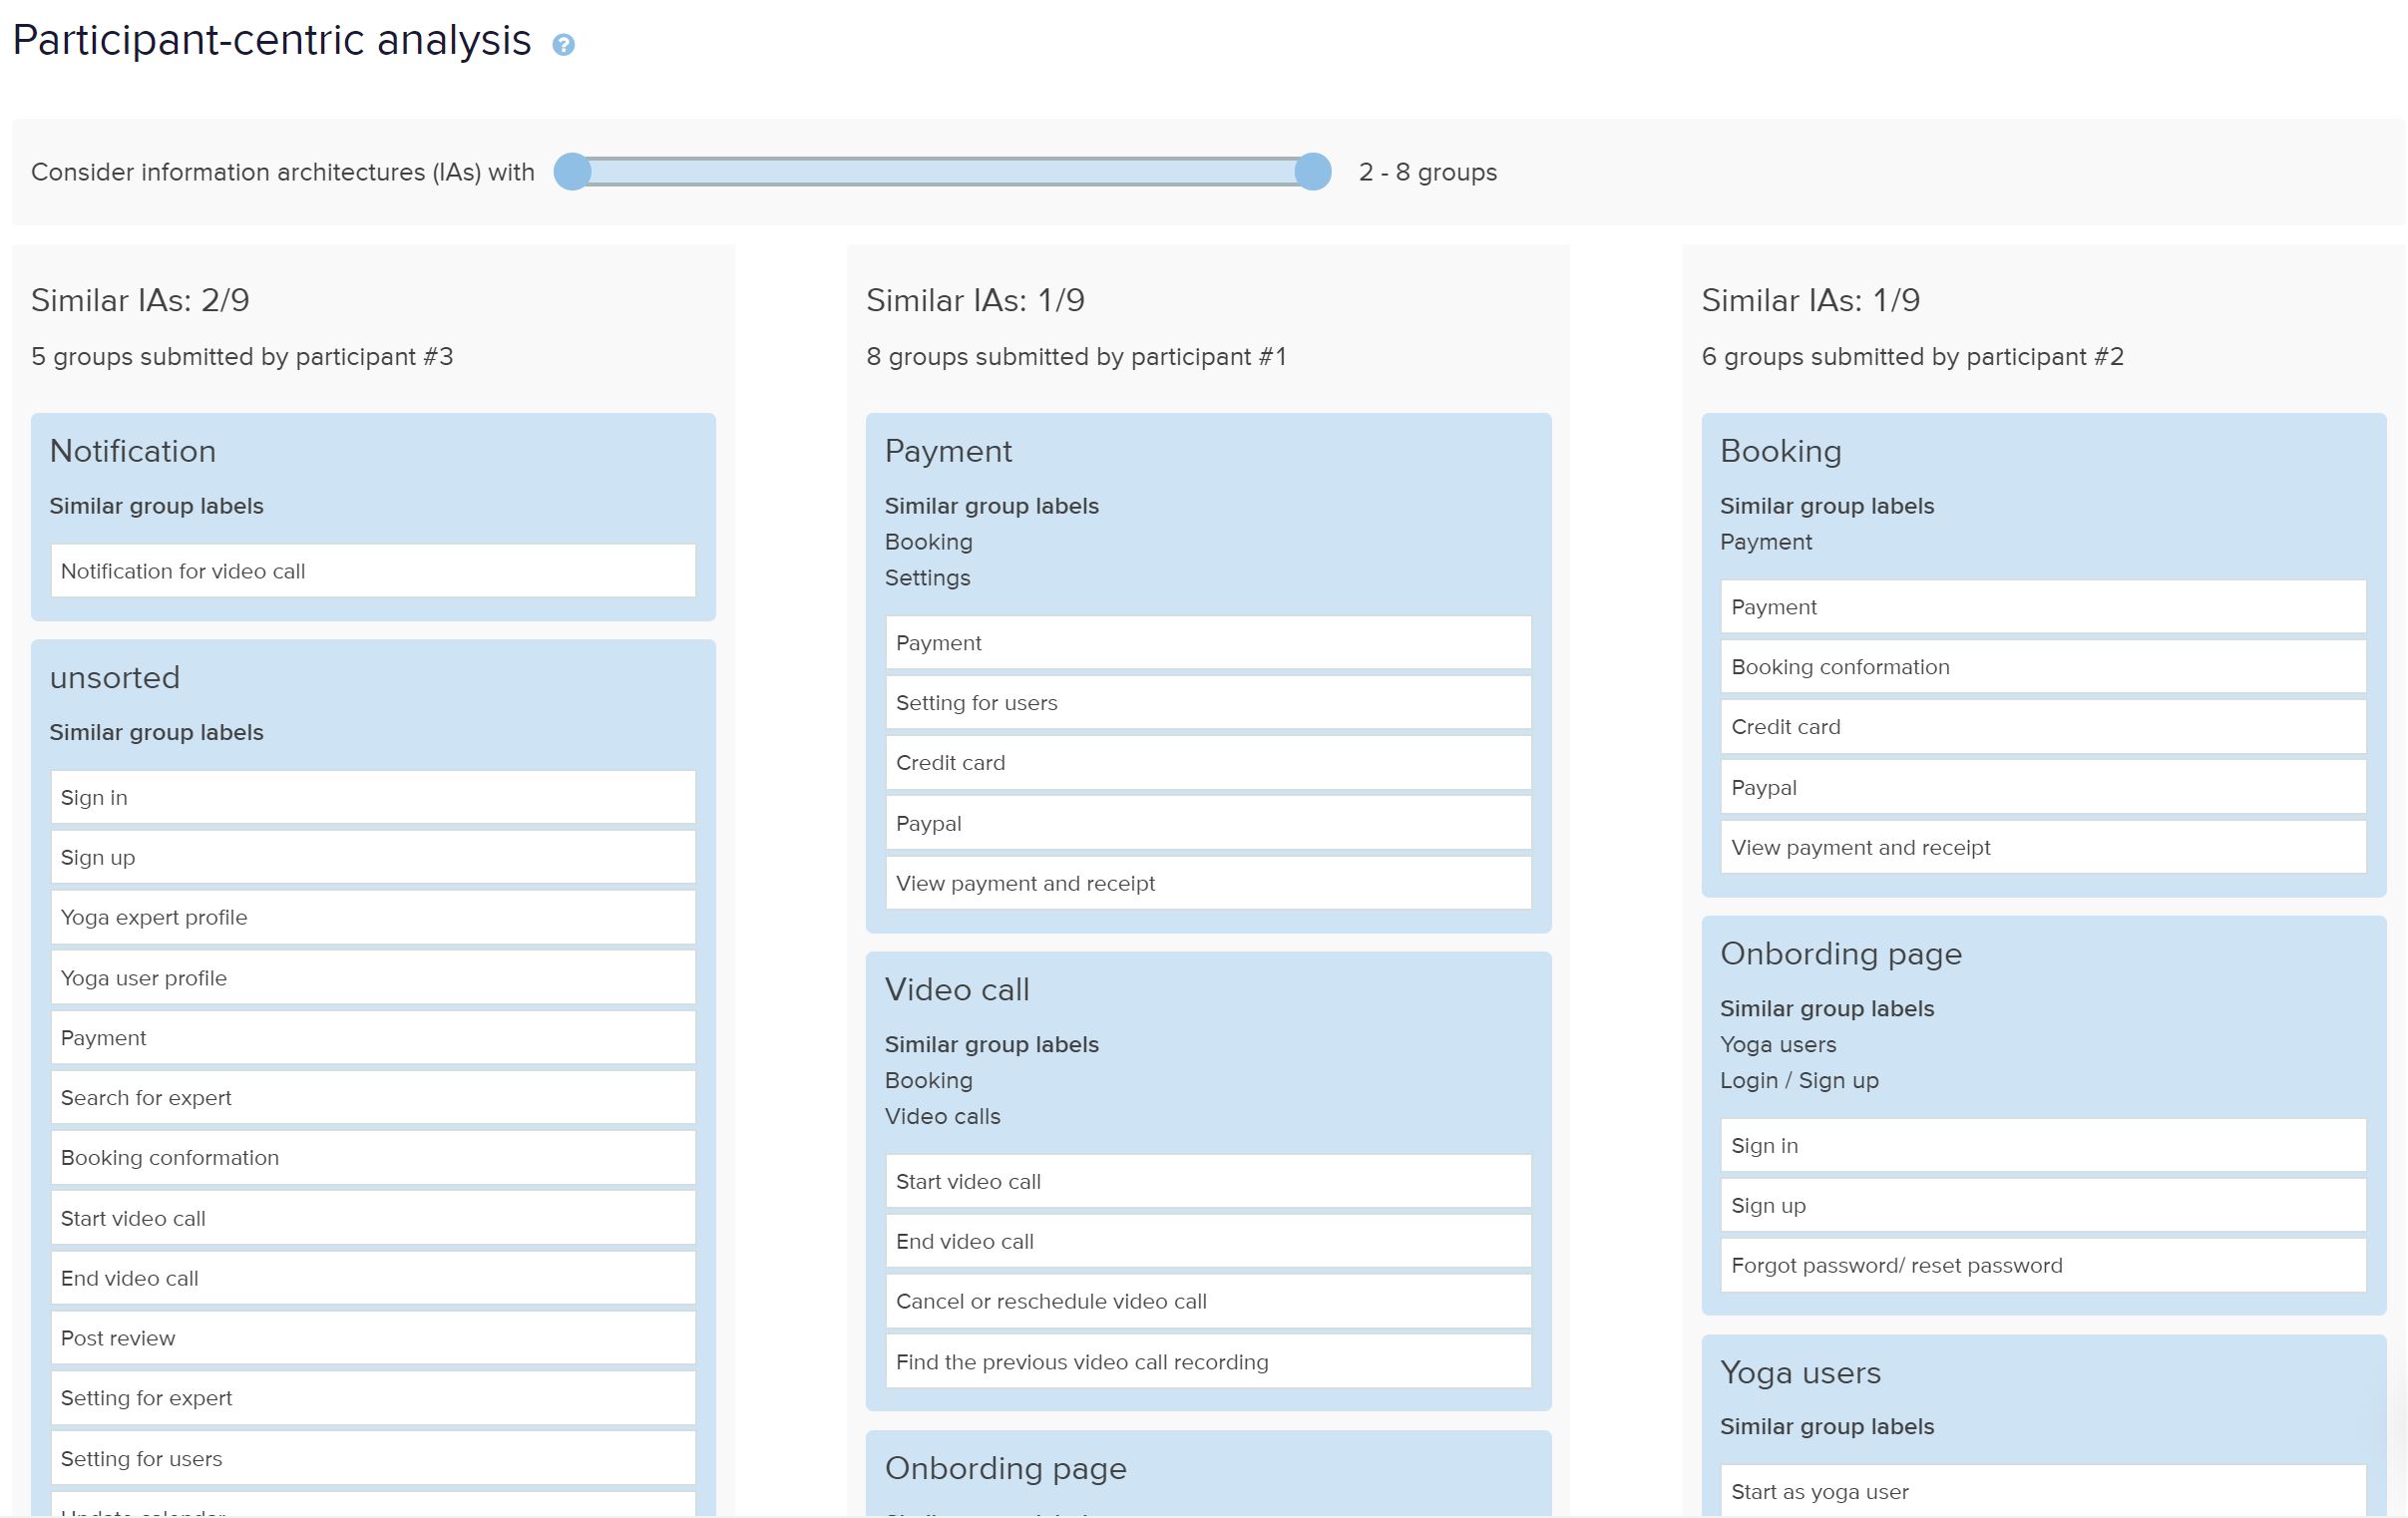 Participant-centric analysis ?
Consider information architectures (IAs) with 2 - 8 groups
Similar IAs: 2/9
5 groups submitted by participant #3
Notification
Similar group labels
Notification for video call
unsorted
Similar group labels
Sign in
Sign up
Yoga expert profile
Yoga user profile
Payment
Search for expert
Booking conformation
Start video call
End video call
Post review
Setting for expert
Setting for users
Similar IAs: 1/9
8 groups submitted by participant #1
Payment
Similar group labels
Booking
Settings
Payment
Setting for users
Credit card
Paypal
View payment and receipt
Video call
Similar group labels
Booking
Video calls
Start video call
End video call
Cancel or reschedule video call
Find the previous video call recording
Onbording page
Similar IAs: 1/9
6 groups submitted by participant #2
Booking
Similar group labels
Payment
Payment
Booking conformation
Credit card
Paypal
View payment and receipt
Onbording page
Similar group labels
Yoga users
Login / Sign up
Sign in
Sign up
Forgot password/ reset password
Yoga users
Similar group labels
Start as yoga user